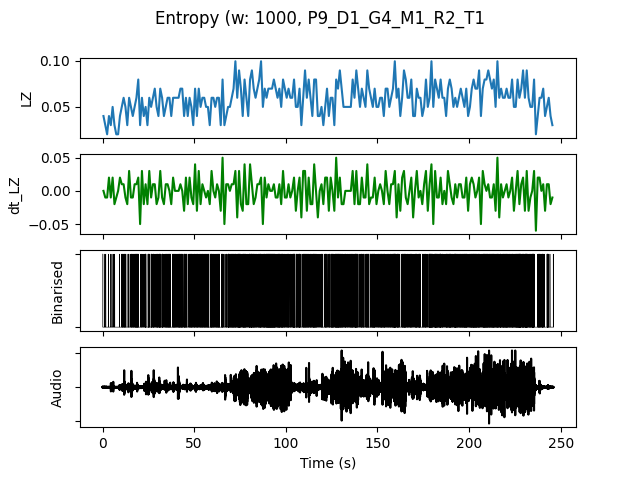 Entropy (w: 1000, P9_D1_G4_M1_R2_T1
0.10
0.05
LZ
0.05
0.00
−0.05
dt_LZ
Binarised
Audio
0
50
100
150
200
250
Time (s)